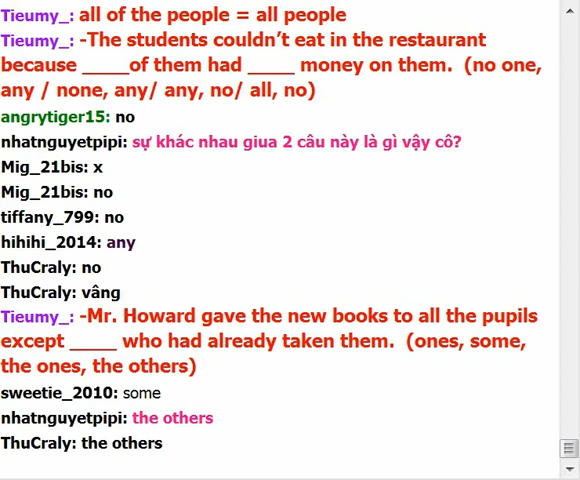 Tieumy_: all of the people = all people
Tieumy_: -The students couldn’t eat in the restaurant
because ____of them had ____ money on them.  (no one,
any / none, any/ any, no/ all, no)
angrytiger15: no
nhatnguyetpipi: sự khác nhau giua 2 câu này là gì vậy cô?
Mig_21bis: x
Mig_21bis: no
tiffany_799: no
hihihi_2014: any
ThuCraly: no
ThuCraly: vâng
Tieumy_: -Mr. Howard gave the new books to all the pupils
except ____ who had already taken them.  (ones, some,
the ones, the others)
sweetie_2010: some
nhatnguyetpipi: the others
ThuCraly: the others